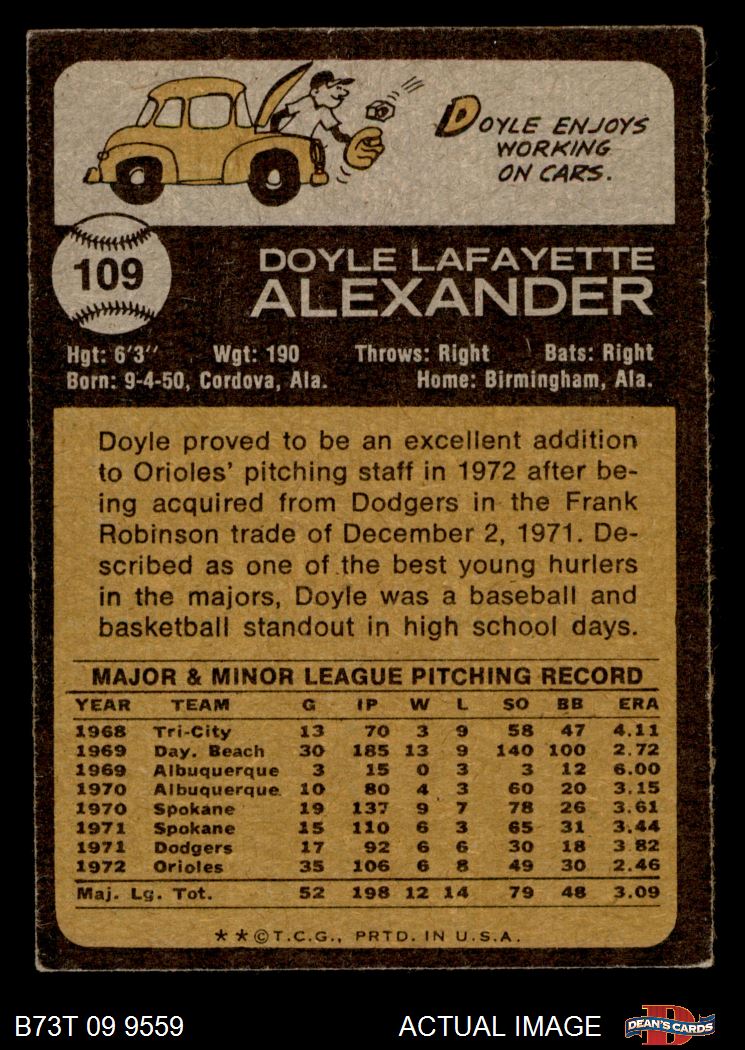 DOYLE ENJOYS
WORKING
ON CARS.
109
DOYLE LAFAYETTE
ALEXANDER
Hgt: 6'3" Wgt: 190 Throws: Right Bats: Right
Born: 9-4-50, Cordova, Ala. Home: Birmingham, Ala.
Doyle proved to be an excellent addition
to Orioles' pitching staff in 1972 after be-
ing acquired from Dodgers in the Frank
Robinson trade of December 2, 1971. De-
scribed as one of the best young hurlers
in the majors, Doyle was a baseball and
basketball standout in high school days.
MAJOR & MINOR LEAGUE PITCHING RECORD
YEAR TEAM G IP W L SO BB ERA
1968 Tri-City 13 70 3 9 58 47 4.11
1969 Day. Beach 30 185 13 9 140 100 2.72
1969 Albuquerque 3 15 0 3 3 12 6.00
1970 Albuquerque 10 80 4 3 60 20 3.15
1970 Spokane 19 137 9 7 78 26 3.61
1971 Spokane 15 110 6 3 65 31 3.44
1971 Dodgers 17 92 6 6 30 18 3.82
1972 Orioles 35 106 6 8 49 30 2.46
Maj. Lg. Tot. 52 198 12 14 79 48 3.09
**©T.C.G., PRTD. IN U.S.A.
B73T 09 9559 ACTUAL IMAGE
D
DEAN'S CARDS